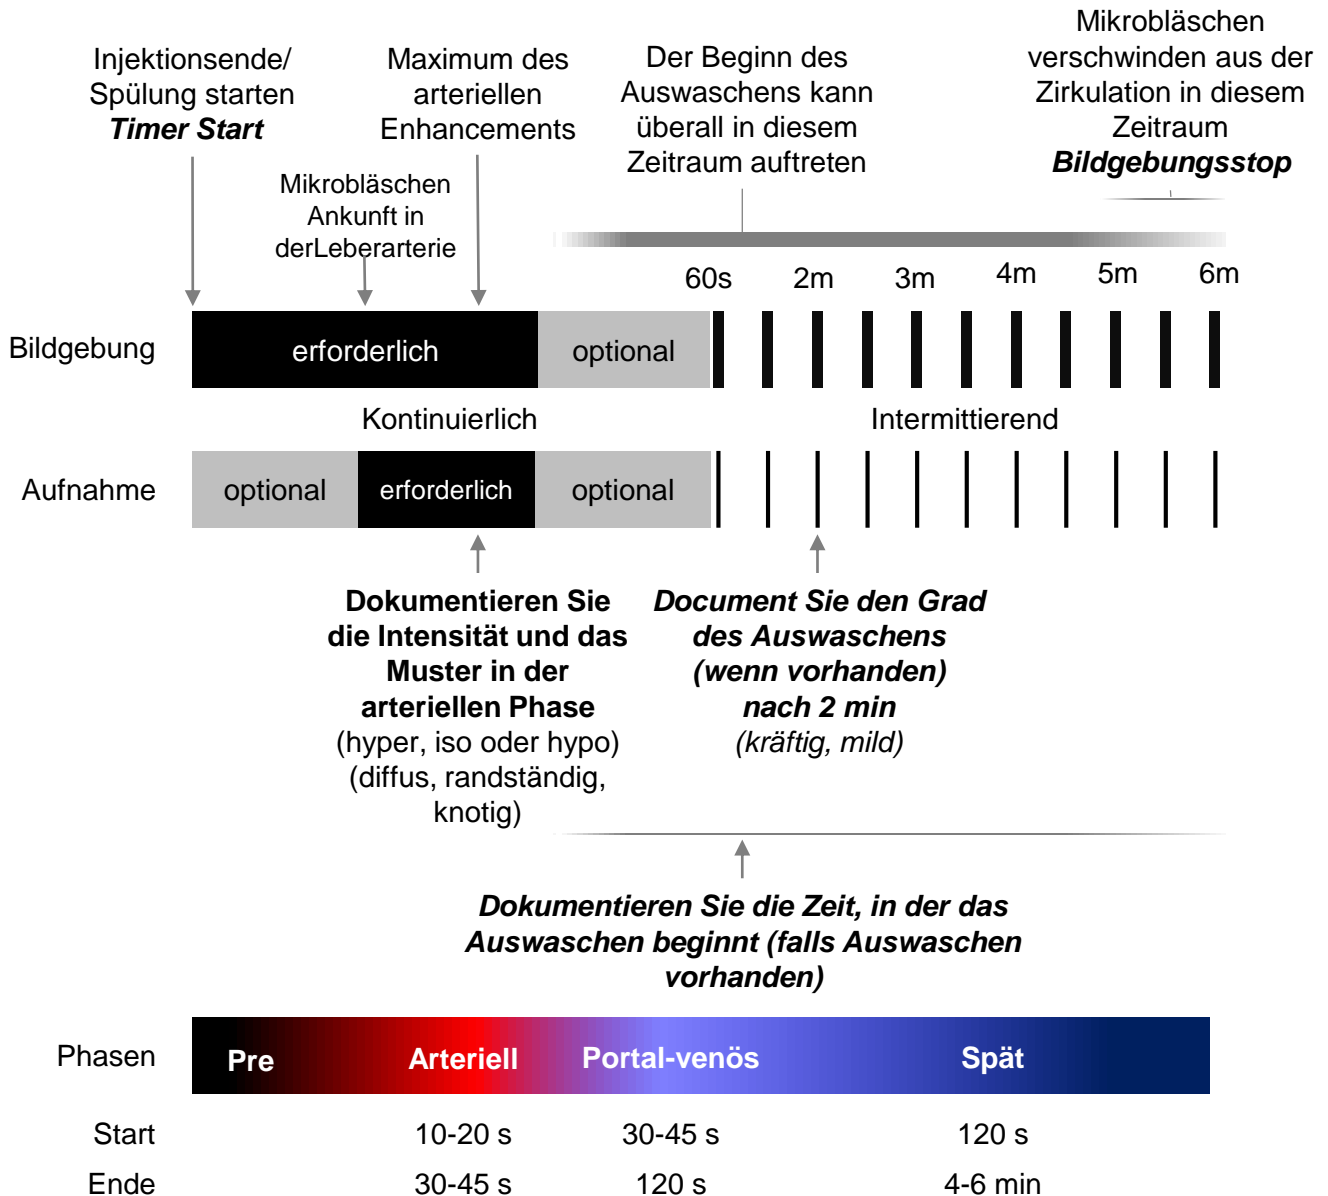 Injektionsende/
Spülung starten
Timer Start
Maximum des
arteriellen
Enhancements
Der Beginn des
Auswaschens kann
überall in diesem
Zeitraum auftreten
Mikrobläschen
verschwinden aus der
Zirkulation in diesem
Zeitraum
Bildgebungsstop
Mikrobläschen
Ankunft in
derLeberarterie
60s 2m 3m 4m 5m 6m
Bildgebung erforderlich optional
Kontinuierlich Intermittierend
Aufnahme optional erforderlich optional
Dokumentieren Sie
die Intensität und das
Muster in der
arteriellen Phase
(hyper, iso oder hypo)
(diffus, randständig,
knotig)
Document Sie den Grad
des Auswaschens
(wenn vorhanden)
nach 2 min
(kräftig, mild)
Dokumentieren Sie die Zeit, in der das
Auswaschen beginnt (falls Auswaschen
vorhanden)
Phasen Pre Arteriell Portal-venös Spät
Start 10-20 s 30-45 s 120 s
Ende 30-45 s 120 s 4-6 min